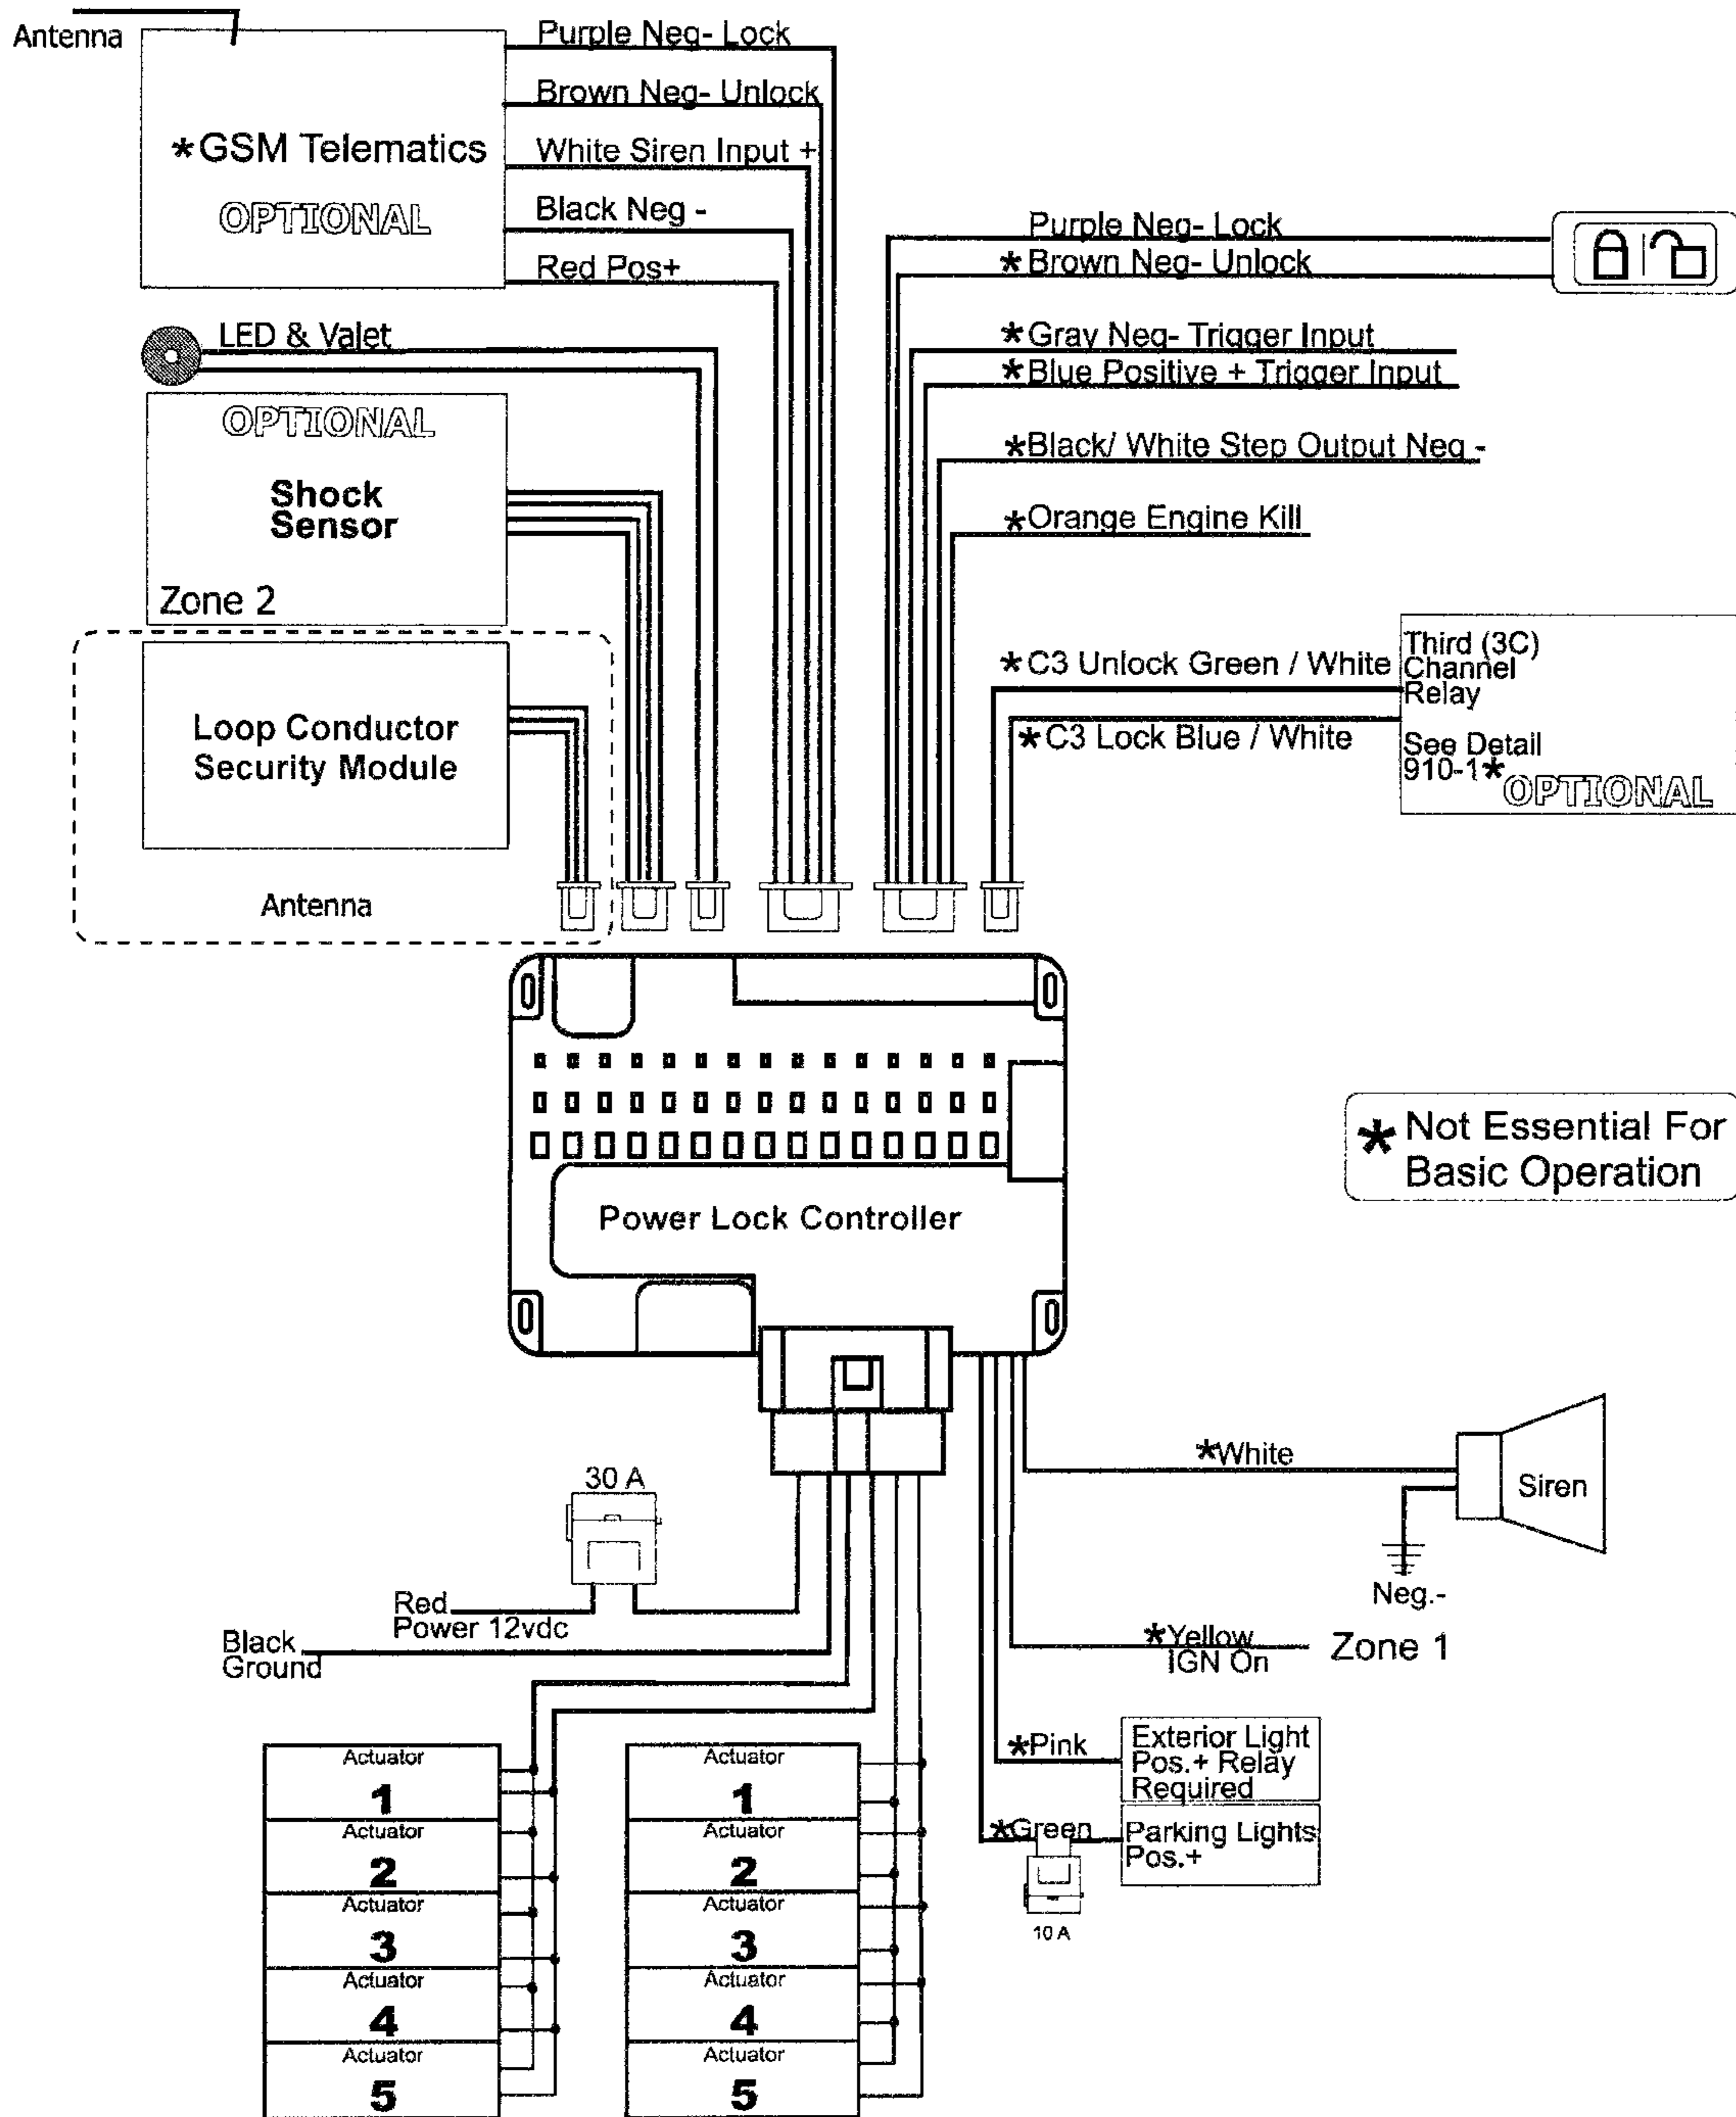 Antenna
*GSM Telematics
OPTIONAL
Purple Neg- Lock
Brown Neg- Unlock
White Siren Input +
Black Neg -
Red Pos+
LED & Valet
OPTIONAL
Shock
Sensor
Zone 2
Loop Conductor
Security Module
Antenna
Purple Neg- Lock
*Brown Neg- Unlock
*Gray Neg- Trigger Input
*Blue Positive + Trigger Input
*Black/ White Step Output Neg -
*Orange Engine Kill
*C3 Unlock Green / White
*C3 Lock Blue / White
Third (3C)
Channel
Relay
See Detail
910-1*
OPTIONAL
* Not Essential For
Basic Operation
Power Lock Controller
30 A
Red
Power 12vdc
Black
Ground
*White
Siren
Neg.-
*Yellow
IGN On
Zone 1
*Pink
Exterior Light
Pos.+ Relay
Required
*Green
Parking Lights
Pos.+
10 A
Actuator
1
Actuator
2
Actuator
3
Actuator
4
Actuator
5
Actuator
1
Actuator
2
Actuator
3
Actuator
4
Actuator
5